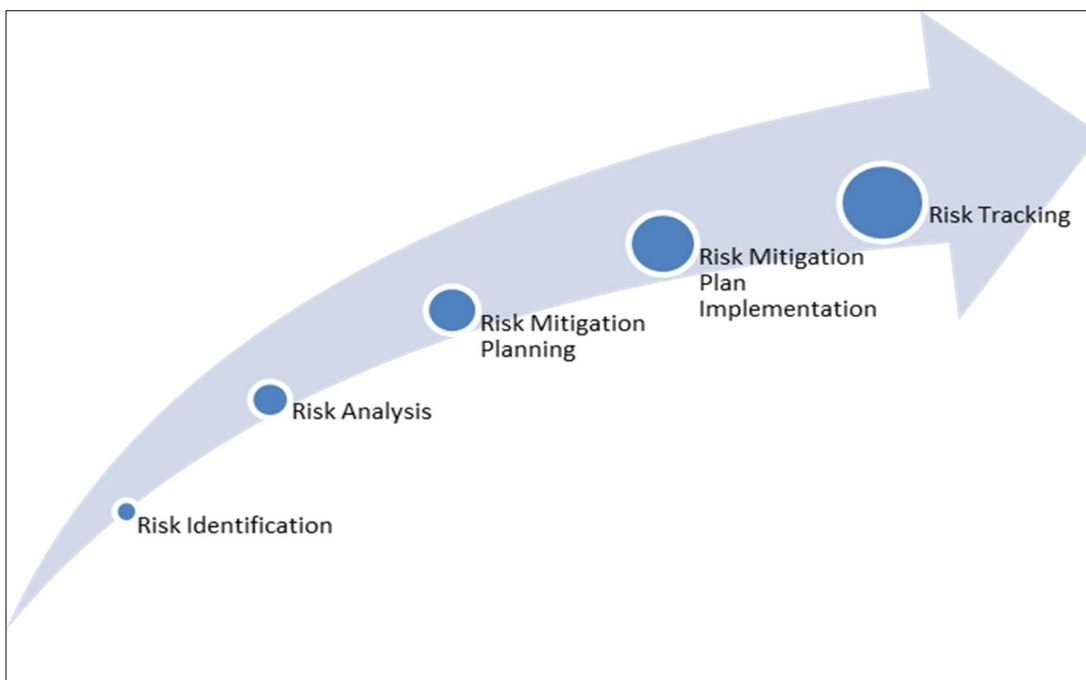 Risk Tracking
Risk Mitigation
Plan
Implementation
Risk Mitigation
Planning
Risk Analysis
Risk Identification